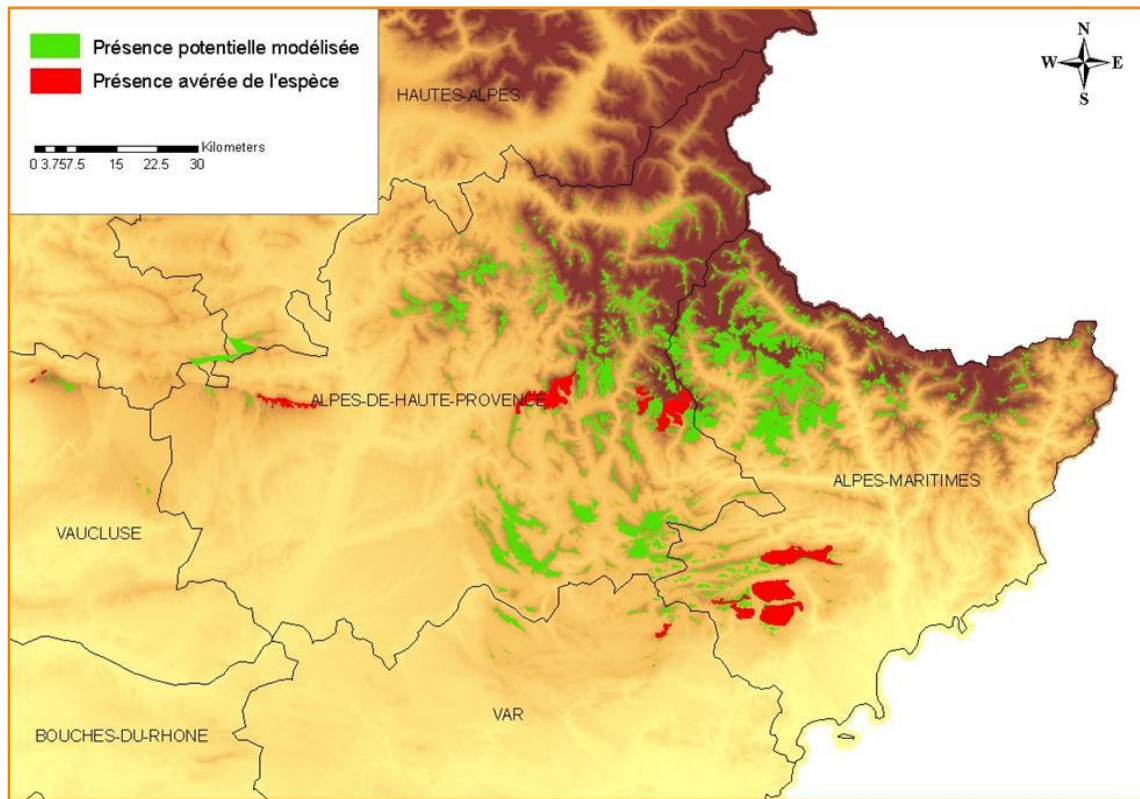 Présence potentielle modélisée
Présence avérée de l'espèce
Kilometers
0 3.757.5 15 22.5 30
N
W E
S
HAUTES-ALPES
ALPES-DE-HAUTE-PROVENCE
ALPES-MARITIMES
VAUCLUSE
VAR
BOUCHES-DU-RHONE